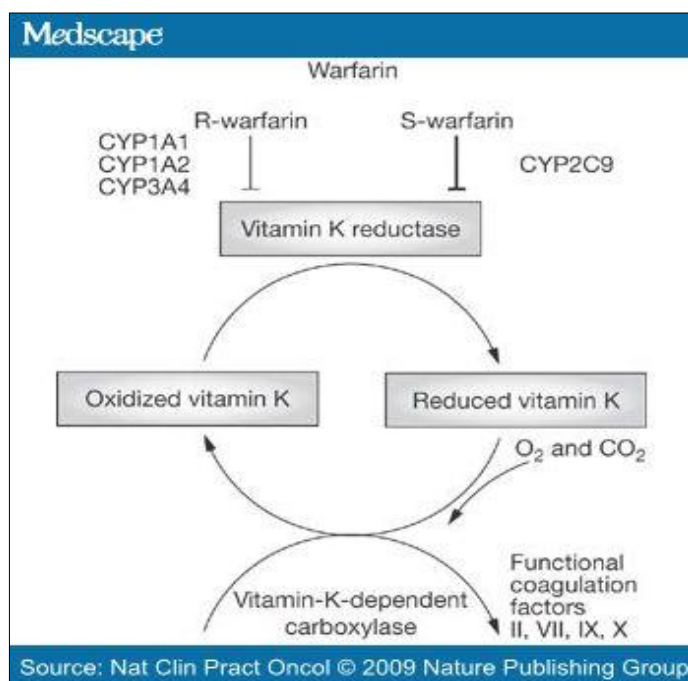 Medscape®
Warfarin
R-warfarin
S-warfarin
CYP1A1
CYP1A2
CYP3A4
CYP2C9
Vitamin K reductase
Oxidized vitamin K
Reduced vitamin K
O₂ and CO₂
Functional
coagulation
factors
II, VII, IX, X
Vitamin-K-dependent
carboxylase
Source: Nat Clin Pract Oncol © 2009 Nature Publishing Group